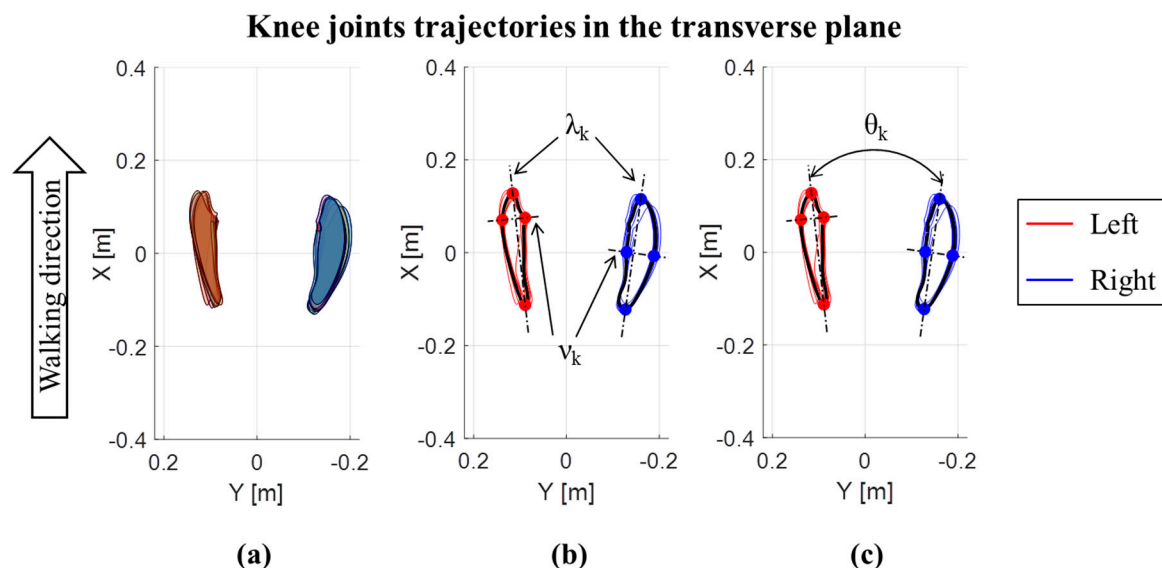 Knee joints trajectories in the transverse plane
Walking direction
0.4
0.2
0
-0.2
-0.4
X [m]
0.2
0
-0.2
Y [m]
(a)
0.4
0.2
0
-0.2
-0.4
X [m]
λk
νk
0.2
0
-0.2
Y [m]
(b)
0.4
0.2
0
-0.2
-0.4
X [m]
θk
0.2
0
-0.2
Y [m]
(c)
Left
Right